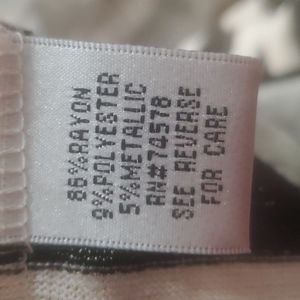 86%RAYON
9%POLYESTER
5%METALLIC
RN#74578
SEE REVERSE
FOR CARE